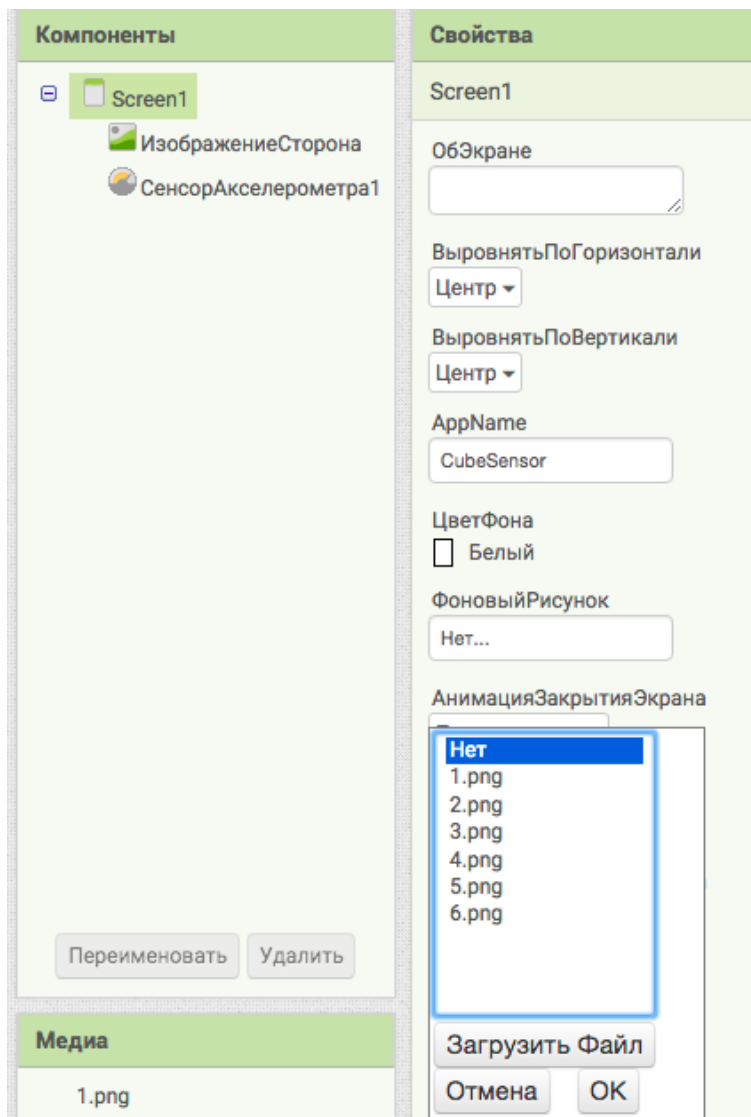 Компоненты
Screen1
ИзображениеСторона
СенсорАкселерометра1
Переименовать
Удалить
Медиа
1.png
Свойства
Screen1
ОбЭкране
ВыровнятьПоГоризонтали
Центр
ВыровнятьПоВертикали
Центр
AppName
CubeSensor
ЦветФона
Белый
ФоновыйРисунок
Нет...
АнимацияЗакрытияЭкрана
Нет
1.png
2.png
3.png
4.png
5.png
6.png
Загрузить Файл
Отмена
OK